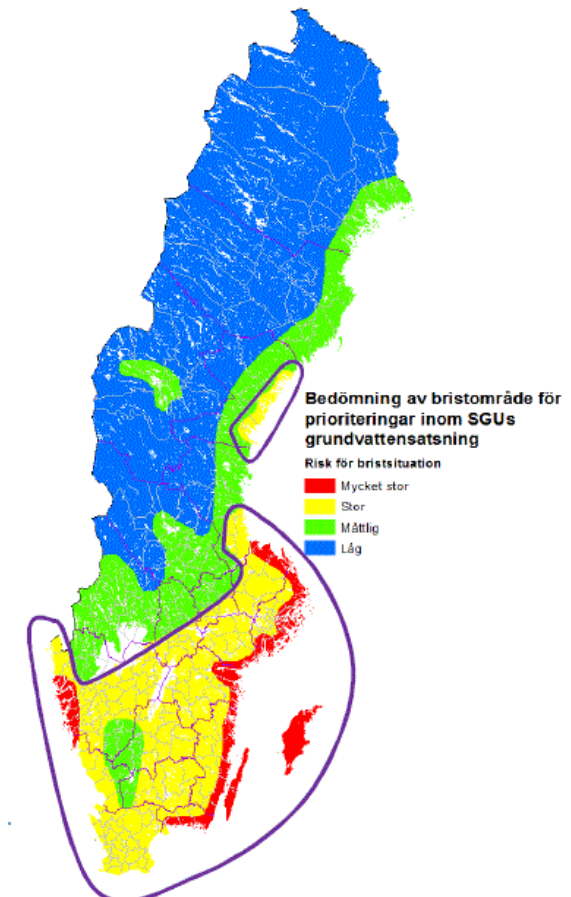 Bedömning av bristområde för
prioriteringar inom SGUs
grundvattensatsning
Risk för bristsituation
Mycket stor
Stor
Måttlig
Låg